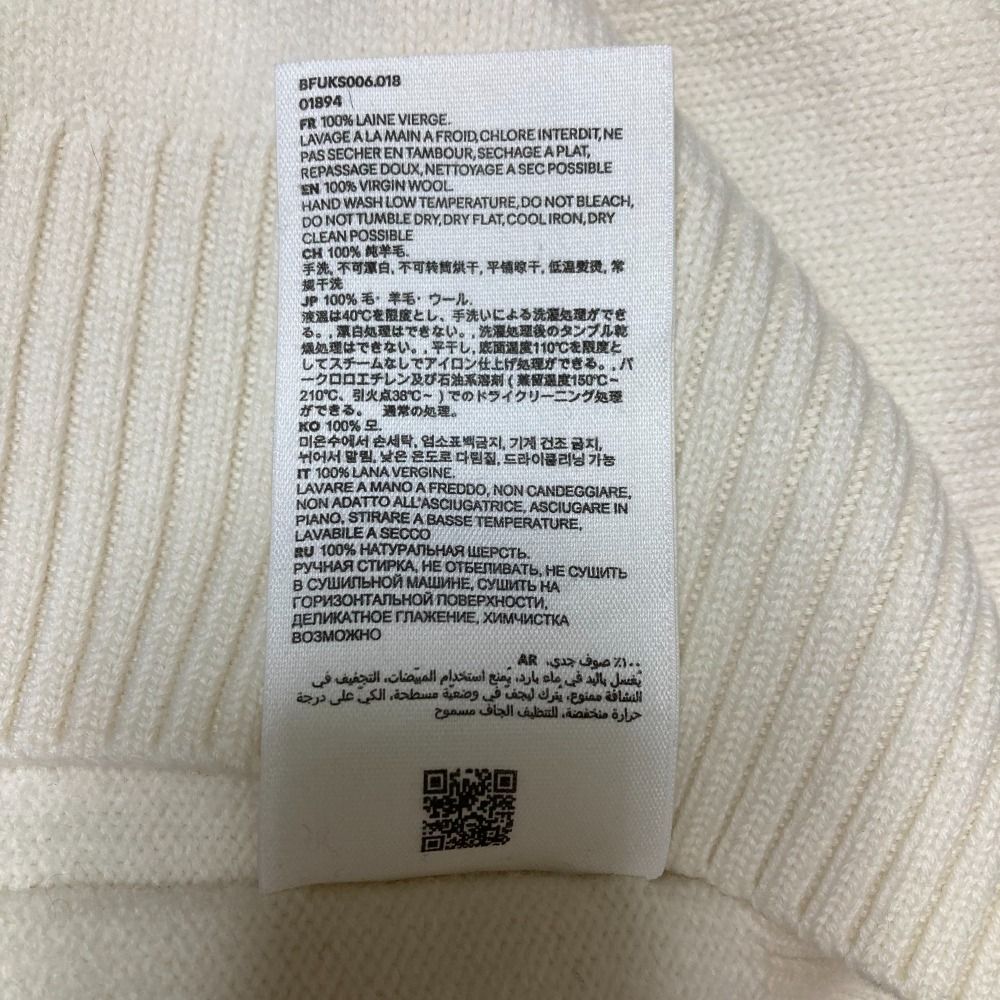 BFUKS006.018
01894
FR 100% LAINE VIERGE.
LAVAGE A LA MAIN A FROID, CHLORE INTERDIT, NE
PAS SECHER EN TAMBOUR, SECHAGE A PLAT,
REPASSAGE DOUX, NETTOYAGE A SEC POSSIBLE
EN 100% VIRGIN WOOL.
HAND WASH LOW TEMPERATURE, DO NOT BLEACH,
DO NOT TUMBLE DRY, DRY FLAT, COOL IRON, DRY
CLEAN POSSIBLE
CH 100% 纯羊毛.
手洗, 不可漂白, 不可转筒烘干, 平铺晾干, 低温熨烫, 常
规干洗
JP 100% 毛・羊毛・ウール.
液温は40℃を限度とし、手洗いによる洗濯処理ができ
る。, 漂白処理はできない。, 洗濯処理後のタンブル乾
燥処理はできない。, 平干し, 底面温度110℃を限度と
してスチームなしでアイロン仕上げ処理ができる。, パ
ークロロエチレン及び石油系溶剤 ( 蒸留温度150℃~
210℃、引火点38℃~ ) でのドライクリーニング処理
ができる。 通常の処理。
KO 100% 모.
미온수에서 손세탁, 염소표백금지, 기계 건조 금지,
뉘어서 말림, 낮은 온도로 다림질, 드라이클리닝 가능
IT 100% LANA VERGINE.
LAVARE A MANO A FREDDO, NON CANDEGGIARE,
NON ADATTO ALL'ASCIUGATRICE, ASCIUGARE IN
PIANO, STIRARE A BASSE TEMPERATURE,
LAVABILE A SECCO
RU 100% НАТУРАЛЬНАЯ ШЕРСТЬ.
РУЧНАЯ СТИРКА, НЕ ОТБЕЛИВАТЬ, НЕ СУШИТЬ
В СУШИЛЬНОЙ МАШИНЕ, СУШИТЬ НА
ГОРИЗОНТАЛЬНОЙ ПОВЕРХНОСТИ,
ДЕЛИКАТНОЕ ГЛАЖЕНИЕ, ХИМЧИСТКА
ВОЗМОЖНО
AR ١٠٠٪ صوف جدي.
يُغسل باليد في ماء بارد، يُمنع استخدام المبيّضات، التجفيف في
النشافة ممنوع، يترك ليجفّ في وضعيّة مسطحة، الكيّ على درجة
حرارة منخفضة، للتنظيف الجاف مسموح